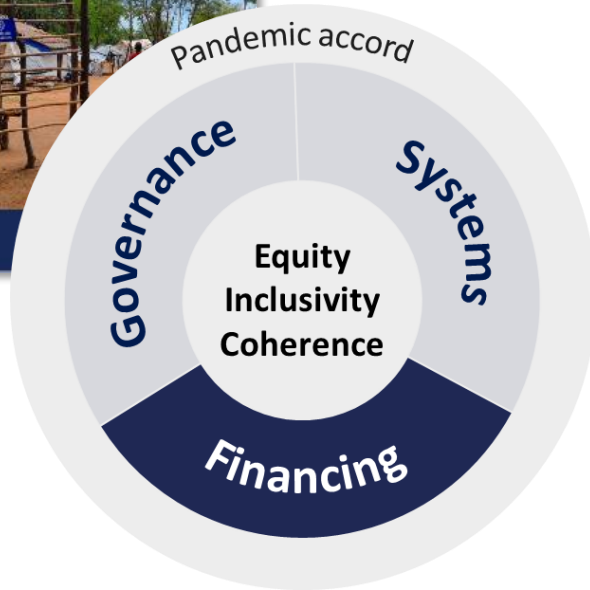 Pandemic accord
Governance
Systems
Equity
Inclusivity
Coherence
Financing